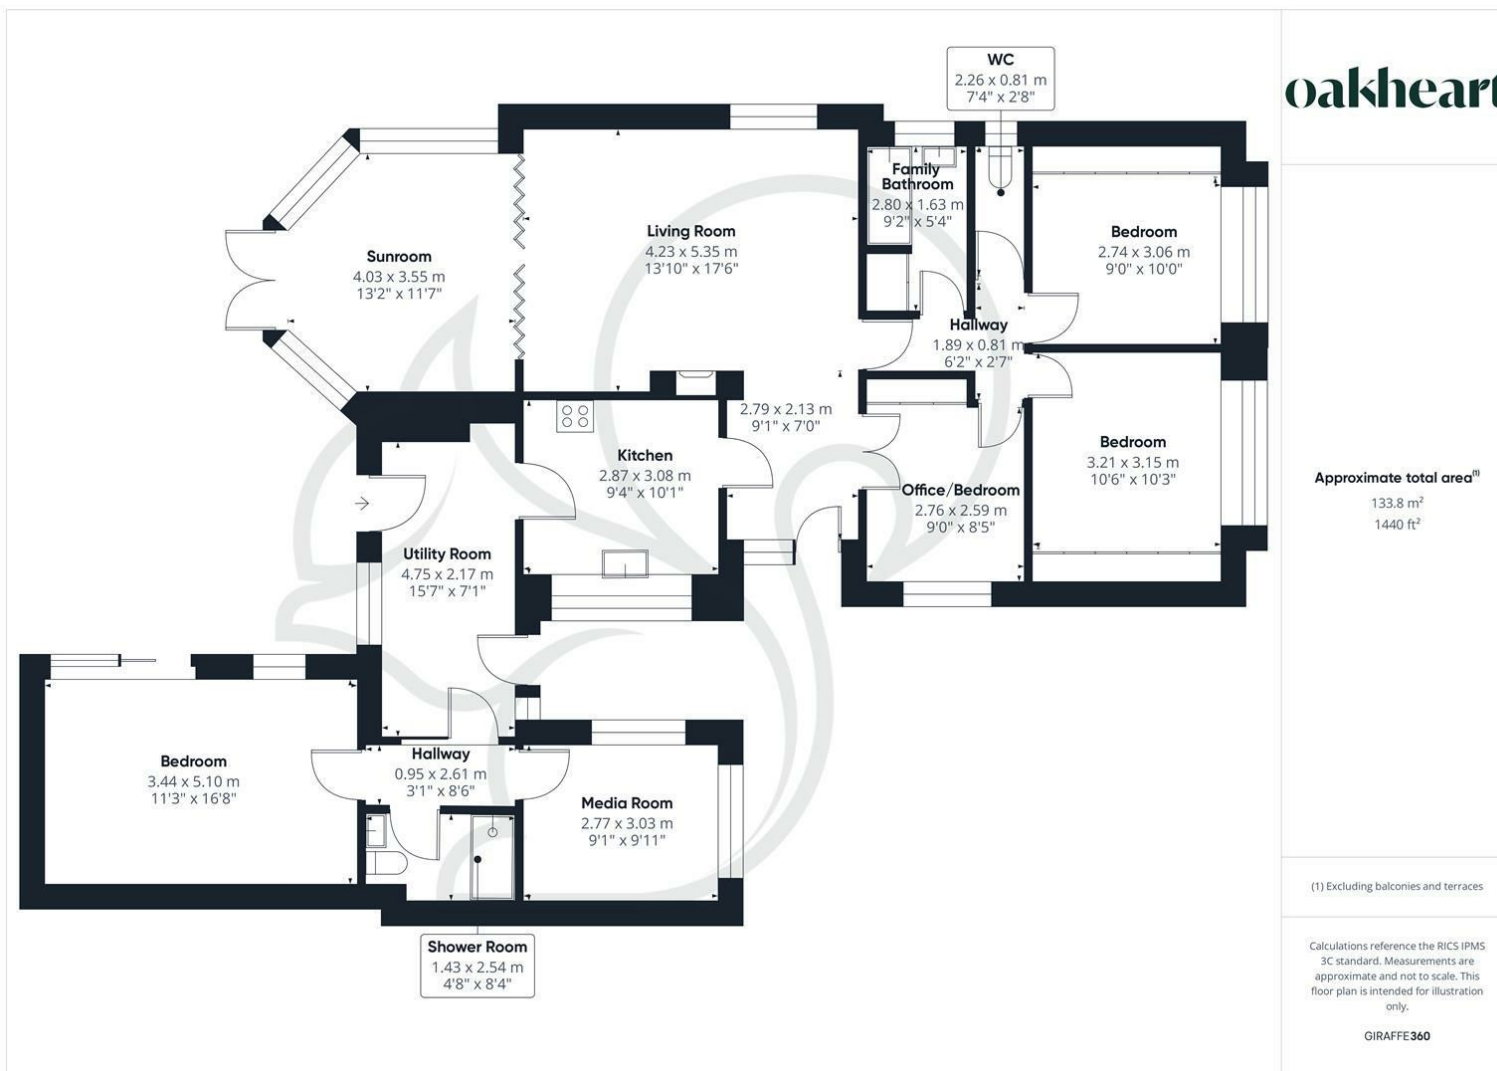 WC
2.26 x 0.81 m
7'4" x 2'8"
oakheart
Family
Bathroom
2.80 x 1.63 m
9'2" x 5'4"
Living Room
4.23 x 5.35 m
13'10" x 17'6"
Bedroom
2.74 x 3.06 m
9'0" x 10'0"
Sunroom
4.03 x 3.55 m
13'2" x 11'7"
Hallway
1.89 x 0.81 m
6'2" x 2'7"
2.79 x 2.13 m
9'1" x 7'0"
Kitchen
2.87 x 3.08 m
9'4" x 10'1"
Bedroom
3.21 x 3.15 m
10'6" x 10'3"
Office/Bedroom
2.76 x 2.59 m
9'0" x 8'5"
Approximate total area⁽¹⁾
133.8 m²
1440 ft²
Utility Room
4.75 x 2.17 m
15'7" x 7'1"
Bedroom
3.44 x 5.10 m
11'3" x 16'8"
Hallway
0.95 x 2.61 m
3'1" x 8'6"
Media Room
2.77 x 3.03 m
9'1" x 9'11"
Shower Room
1.43 x 2.54 m
4'8" x 8'4"
(1) Excluding balconies and terraces
Calculations reference the RICS IPMS
3C standard. Measurements are
approximate and not to scale. This
floor plan is intended for illustration
only.
GIRAFFE360